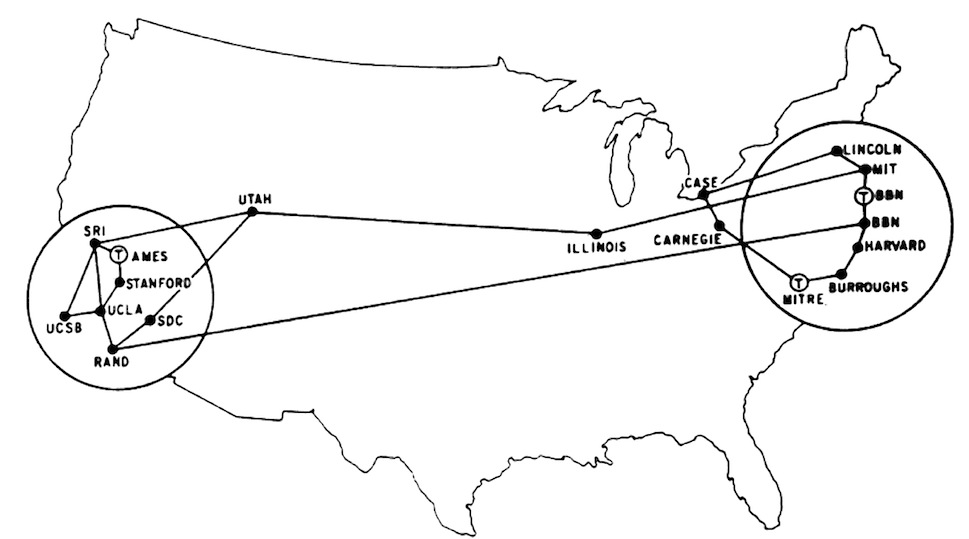 LINCOLN
MIT
CASE
T BBN
UTAH
BBN
SRI
CARNEGIE
ILLINOIS
HARVARD
T AMES
STANFORD
T
BURROUGHS
MITRE
UCLA
SDC
UCSB
RAND